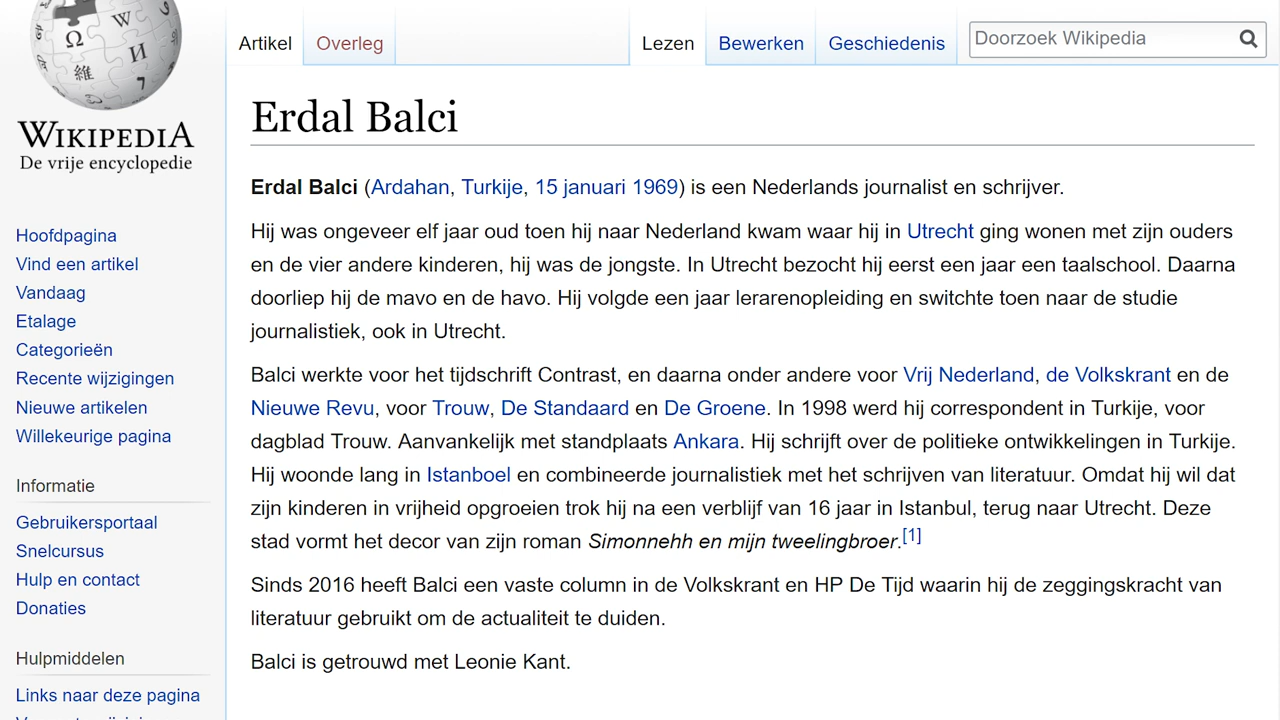 Artikel Overleg Lezen Bewerken Geschiedenis Doorzoek Wikipedia
Ω W И
維 7
WIKIPEDIA
De vrije encyclopedie
Hoofdpagina
Vind een artikel
Vandaag
Etalage
Categorieën
Recente wijzigingen
Nieuwe artikelen
Willekeurige pagina
Informatie
Gebruikersportaal
Snelcursus
Hulp en contact
Donaties
Hulpmiddelen
Links naar deze pagina
Erdal Balci
Erdal Balci (Ardahan, Turkije, 15 januari 1969) is een Nederlands journalist en schrijver.
Hij was ongeveer elf jaar oud toen hij naar Nederland kwam waar hij in Utrecht ging wonen met zijn ouders
en de vier andere kinderen, hij was de jongste. In Utrecht bezocht hij eerst een jaar een taalschool. Daarna
doorliep hij de mavo en de havo. Hij volgde een jaar lerarenopleiding en switchte toen naar de studie
journalistiek, ook in Utrecht.
Balci werkte voor het tijdschrift Contrast, en daarna onder andere voor Vrij Nederland, de Volkskrant en de
Nieuwe Revu, voor Trouw, De Standaard en De Groene. In 1998 werd hij correspondent in Turkije, voor
dagblad Trouw. Aanvankelijk met standplaats Ankara. Hij schrijft over de politieke ontwikkelingen in Turkije.
Hij woonde lang in Istanboel en combineerde journalistiek met het schrijven van literatuur. Omdat hij wil dat
zijn kinderen in vrijheid opgroeien trok hij na een verblijf van 16 jaar in Istanbul, terug naar Utrecht. Deze
stad vormt het decor van zijn roman Simonnehh en mijn tweelingbroer.[1]
Sinds 2016 heeft Balci een vaste column in de Volkskrant en HP De Tijd waarin hij de zeggingskracht van
literatuur gebruikt om de actualiteit te duiden.
Balci is getrouwd met Leonie Kant.